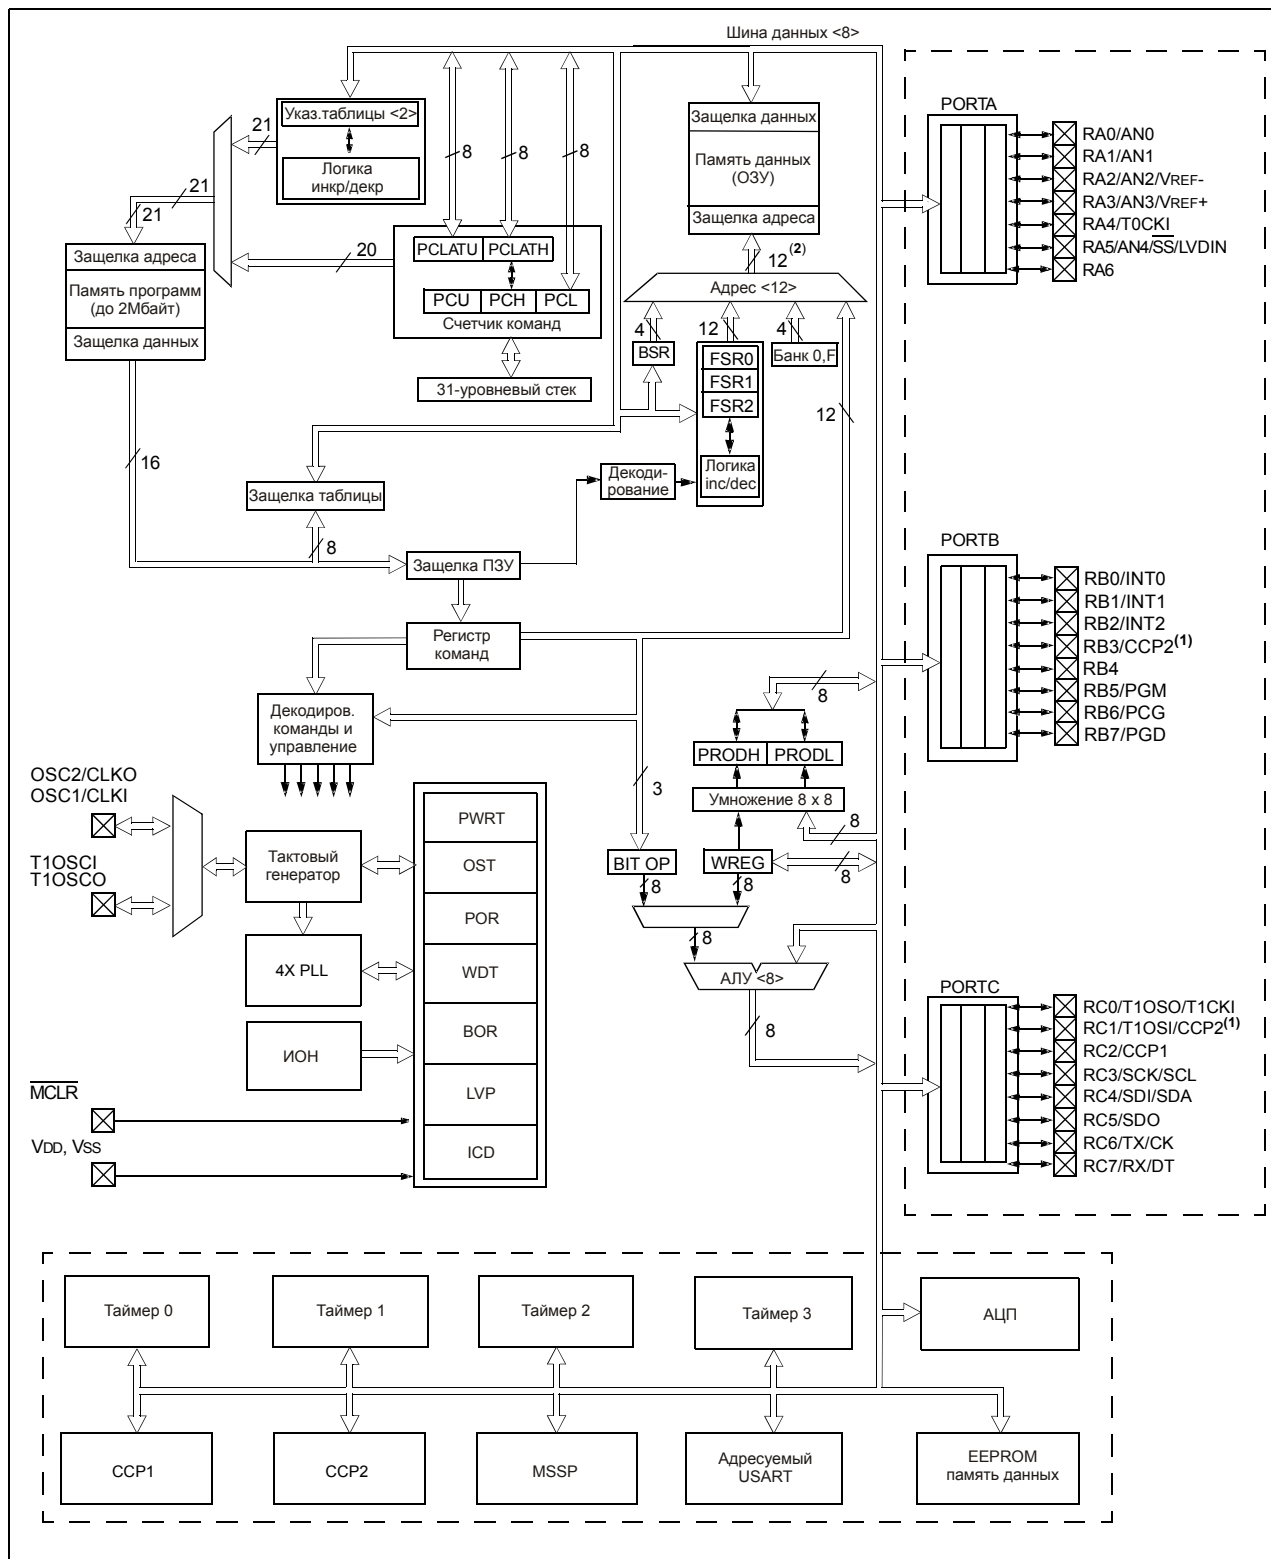 Шина данных <8>
Указ.таблицы <2>
Логика
инкр/декр
21
21
21
8
8
8
20
PCLATU
PCLATH
PCU
PCH
PCL
Счетчик команд
31-уровневый стек
Защелка адреса
Память программ
(до 2Мбайт)
Защелка данных
16
Защелка данных
Память данных
(ОЗУ)
Защелка адреса
12(2)
Адрес <12>
4
12
4
12
BSR
Банк 0,F
FSR0
FSR1
FSR2
Логика
inc/dec
Декоди-
рование
Защелка таблицы
8
Защелка ПЗУ
Регистр
команд
Декодиров.
команды и
управление
3
8
PRODH
PRODL
Умножение 8 x 8
8
BIT OP
WREG
8
8
8
8
АЛУ <8>
8
OSC2/CLKO
OSC1/CLKI
T1OSCI
T1OSCO
Тактовый
генератор
4X PLL
ИОН
MCLR
VDD, VSS
PWRT
OST
POR
WDT
BOR
LVP
ICD
PORTA
RA0/AN0
RA1/AN1
RA2/AN2/VREF-
RA3/AN3/VREF+
RA4/T0CKI
RA5/AN4/SS/LVDIN
RA6
PORTB
RB0/INT0
RB1/INT1
RB2/INT2
RB3/CCP2(1)
RB4
RB5/PGM
RB6/PCG
RB7/PGD
PORTC
RC0/T1OSO/T1CKI
RC1/T1OSI/CCP2(1)
RC2/CCP1
RC3/SCK/SCL
RC4/SDI/SDA
RC5/SDO
RC6/TX/CK
RC7/RX/DT
Таймер 0
Таймер 1
Таймер 2
Таймер 3
АЦП
CCP1
CCP2
MSSP
Адресуемый
USART
EEPROM
память данных